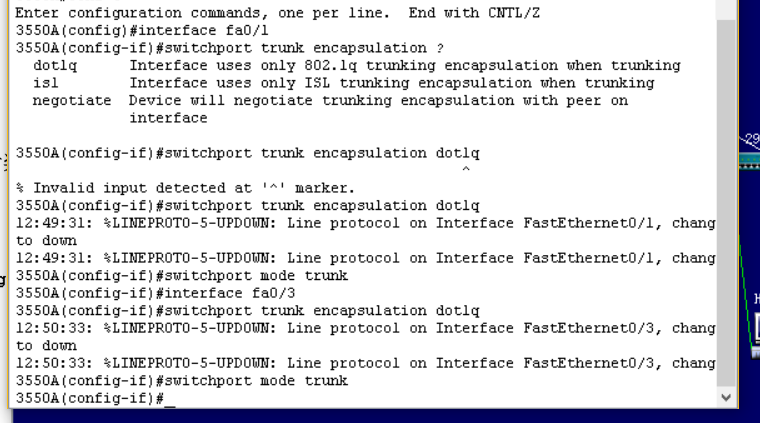 Enter configuration commands, one per line.  End with CNTL/Z
3550A(config)#interface fa0/1
3550A(config-if)#switchport trunk encapsulation ?
  dot1q      Interface uses only 802.1q trunking encapsulation when trunking
  isl        Interface uses only ISL trunking encapsulation when trunking
  negotiate  Device will negotiate trunking encapsulation with peer on
             interface
3550A(config-if)#switchport trunk encapsulation dotlq
^
% Invalid input detected at '^' marker.
3550A(config-if)#switchport trunk encapsulation dot1q
12:49:31: %LINEPROTO-5-UPDOWN: Line protocol on Interface FastEthernet0/1, chang
to down
12:49:31: %LINEPROTO-5-UPDOWN: Line protocol on Interface FastEthernet0/1, chang
3550A(config-if)#switchport mode trunk
3550A(config-if)#interface fa0/3
3550A(config-if)#switchport trunk encapsulation dot1q
12:50:33: %LINEPROTO-5-UPDOWN: Line protocol on Interface FastEthernet0/3, chang
to down
12:50:33: %LINEPROTO-5-UPDOWN: Line protocol on Interface FastEthernet0/3, chang
3550A(config-if)#switchport mode trunk
3550A(config-if)#_
29